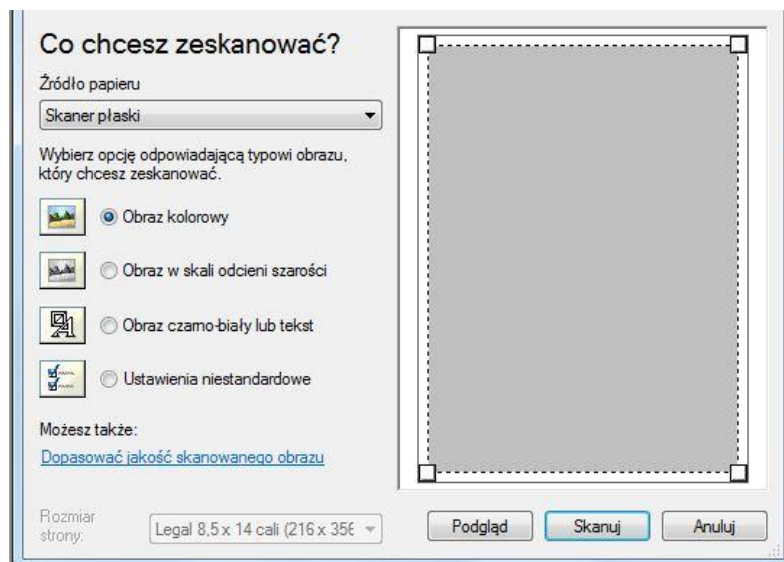 Co chcesz zeskanować?
Źródło papieru
Skaner płaski
Wybierz opcję odpowiadającą typowi obrazu,
który chcesz zeskanować.
Obraz kolorowy
Obraz w skali odcieni szarości
Obraz czarno-biały lub tekst
Ustawienia niestandardowe
Możesz także:
Dopasować jakość skanowanego obrazu
Rozmiar
strony:
Legal 8,5 x 14 cali (216 x 356
Podgląd Skanuj Anuluj